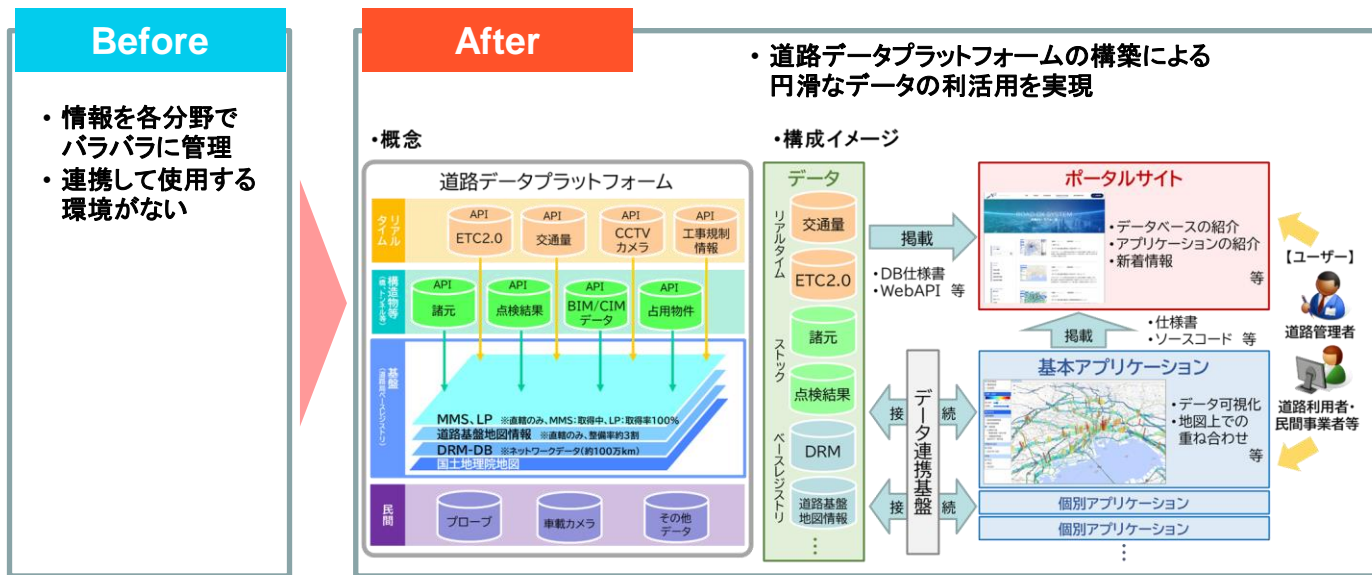 Before
・情報を各分野で
バラバラに管理
・連携して使用する
環境がない
After
・道路データプラットフォームの構築による
円滑なデータの利活用を実現
・概念
道路データプラットフォーム
リアル
タイム
API
ETC2.0
API
交通量
API
CCTV
カメラ
API
工事規制
情報
構造物等
(橋、トンネル等)
API
諸元
API
点検結果
API
BIM/CIM
データ
API
占用物件
基盤
(道路局ベースレジストリ)
MMS、LP ※直轄のみ、MMS:取得中、LP:取得率100%
道路基盤地図情報 ※直轄のみ、整備率約3割
DRM-DB ※ネットワークデータ(約100万km)
国土地理院地図
民間
プローブ
車載カメラ
その他
データ
・構成イメージ
データ
リアルタイム
交通量
ETC2.0
ストック
諸元
点検結果
ベースレジストリ
DRM
道路基盤
地図情報
⋮
掲載
・DB仕様書
・WebAPI 等
接続
接続
データ連携基盤
ポータルサイト
ROAD DX SYSTEM
・データベースの紹介
・アプリケーションの紹介
・新着情報
等
掲載
・仕様書
・ソースコード 等
基本アプリケーション
・データ可視化
・地図上での
重ね合わせ
等
個別アプリケーション
個別アプリケーション
⋮
【ユーザー】
道路管理者
道路利用者・
民間事業者等